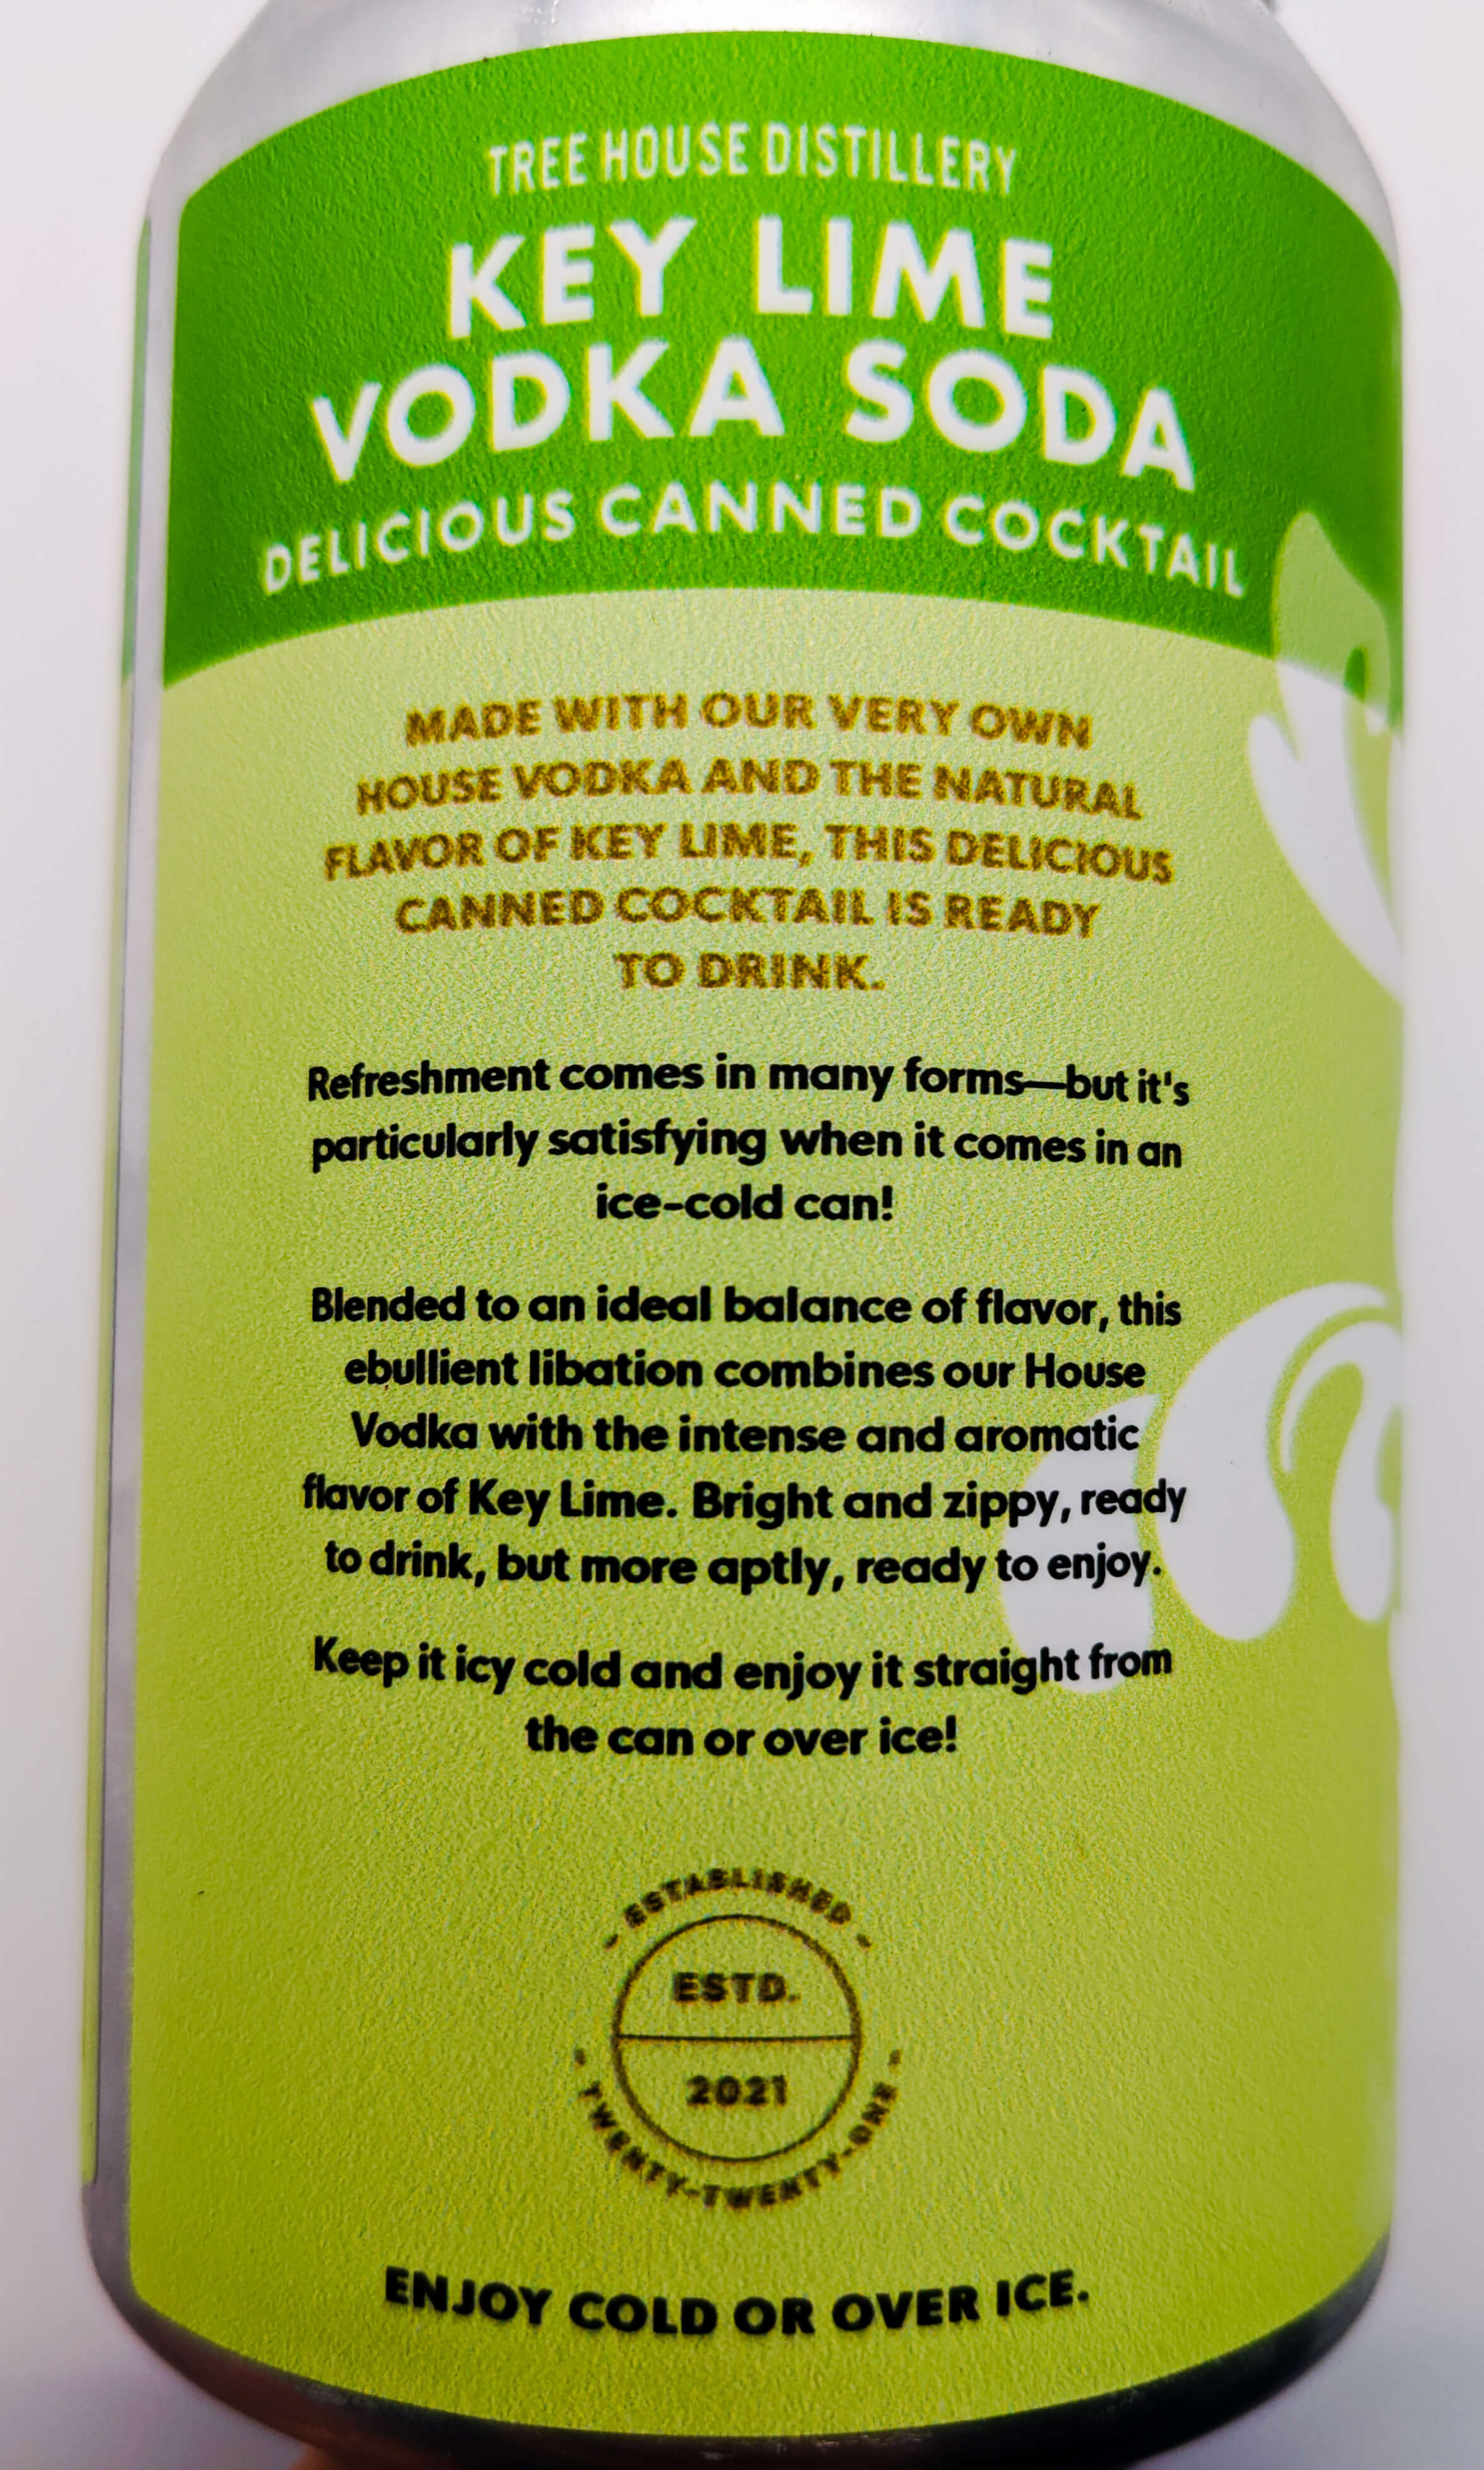 TREE HOUSE DISTILLERY
KEY LIME
VODKA SODA
DELICIOUS CANNED COCKTAIL
MADE WITH OUR VERY OWN
HOUSE VODKA AND THE NATURAL
FLAVOR OF KEY LIME, THIS DELICIOUS
CANNED COCKTAIL IS READY
TO DRINK.
Refreshment comes in many forms—but it's
particularly satisfying when it comes in an
ice-cold can!
Blended to an ideal balance of flavor, this
ebullient libation combines our House
Vodka with the intense and aromatic
flavor of Key Lime. Bright and zippy, ready
to drink, but more aptly, ready to enjoy.
Keep it icy cold and enjoy it straight from
the can or over ice!
- ESTABLISHED -
ESTD.
2021
- TWENTY-TWENTY-ONE -
ENJOY COLD OR OVER ICE.